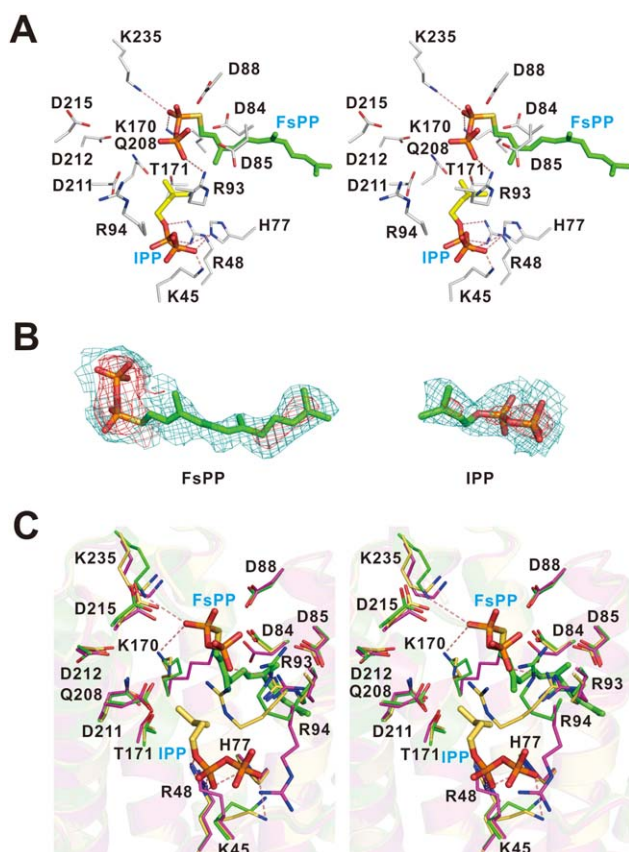 A
K235
D88
D215
D84
FsPP
K170
Q208
D212
D85
T171
D211
R93
R94
H77
IPP
R48
K45
K235
D88
D215
D84
FsPP
K170
Q208
D212
D85
T171
D211
R93
R94
H77
IPP
R48
K45
B
FsPP
IPP
C
K235
D88
FsPP
D215
D85
D84
K170
R93
D212
Q208
D211
R94
H77
T171
IPP
R48
K45
K235
D88
FsPP
D215
D85
D84
K170
D212
R93
Q208
R94
D211
H77
T171
IPP
R48
K45